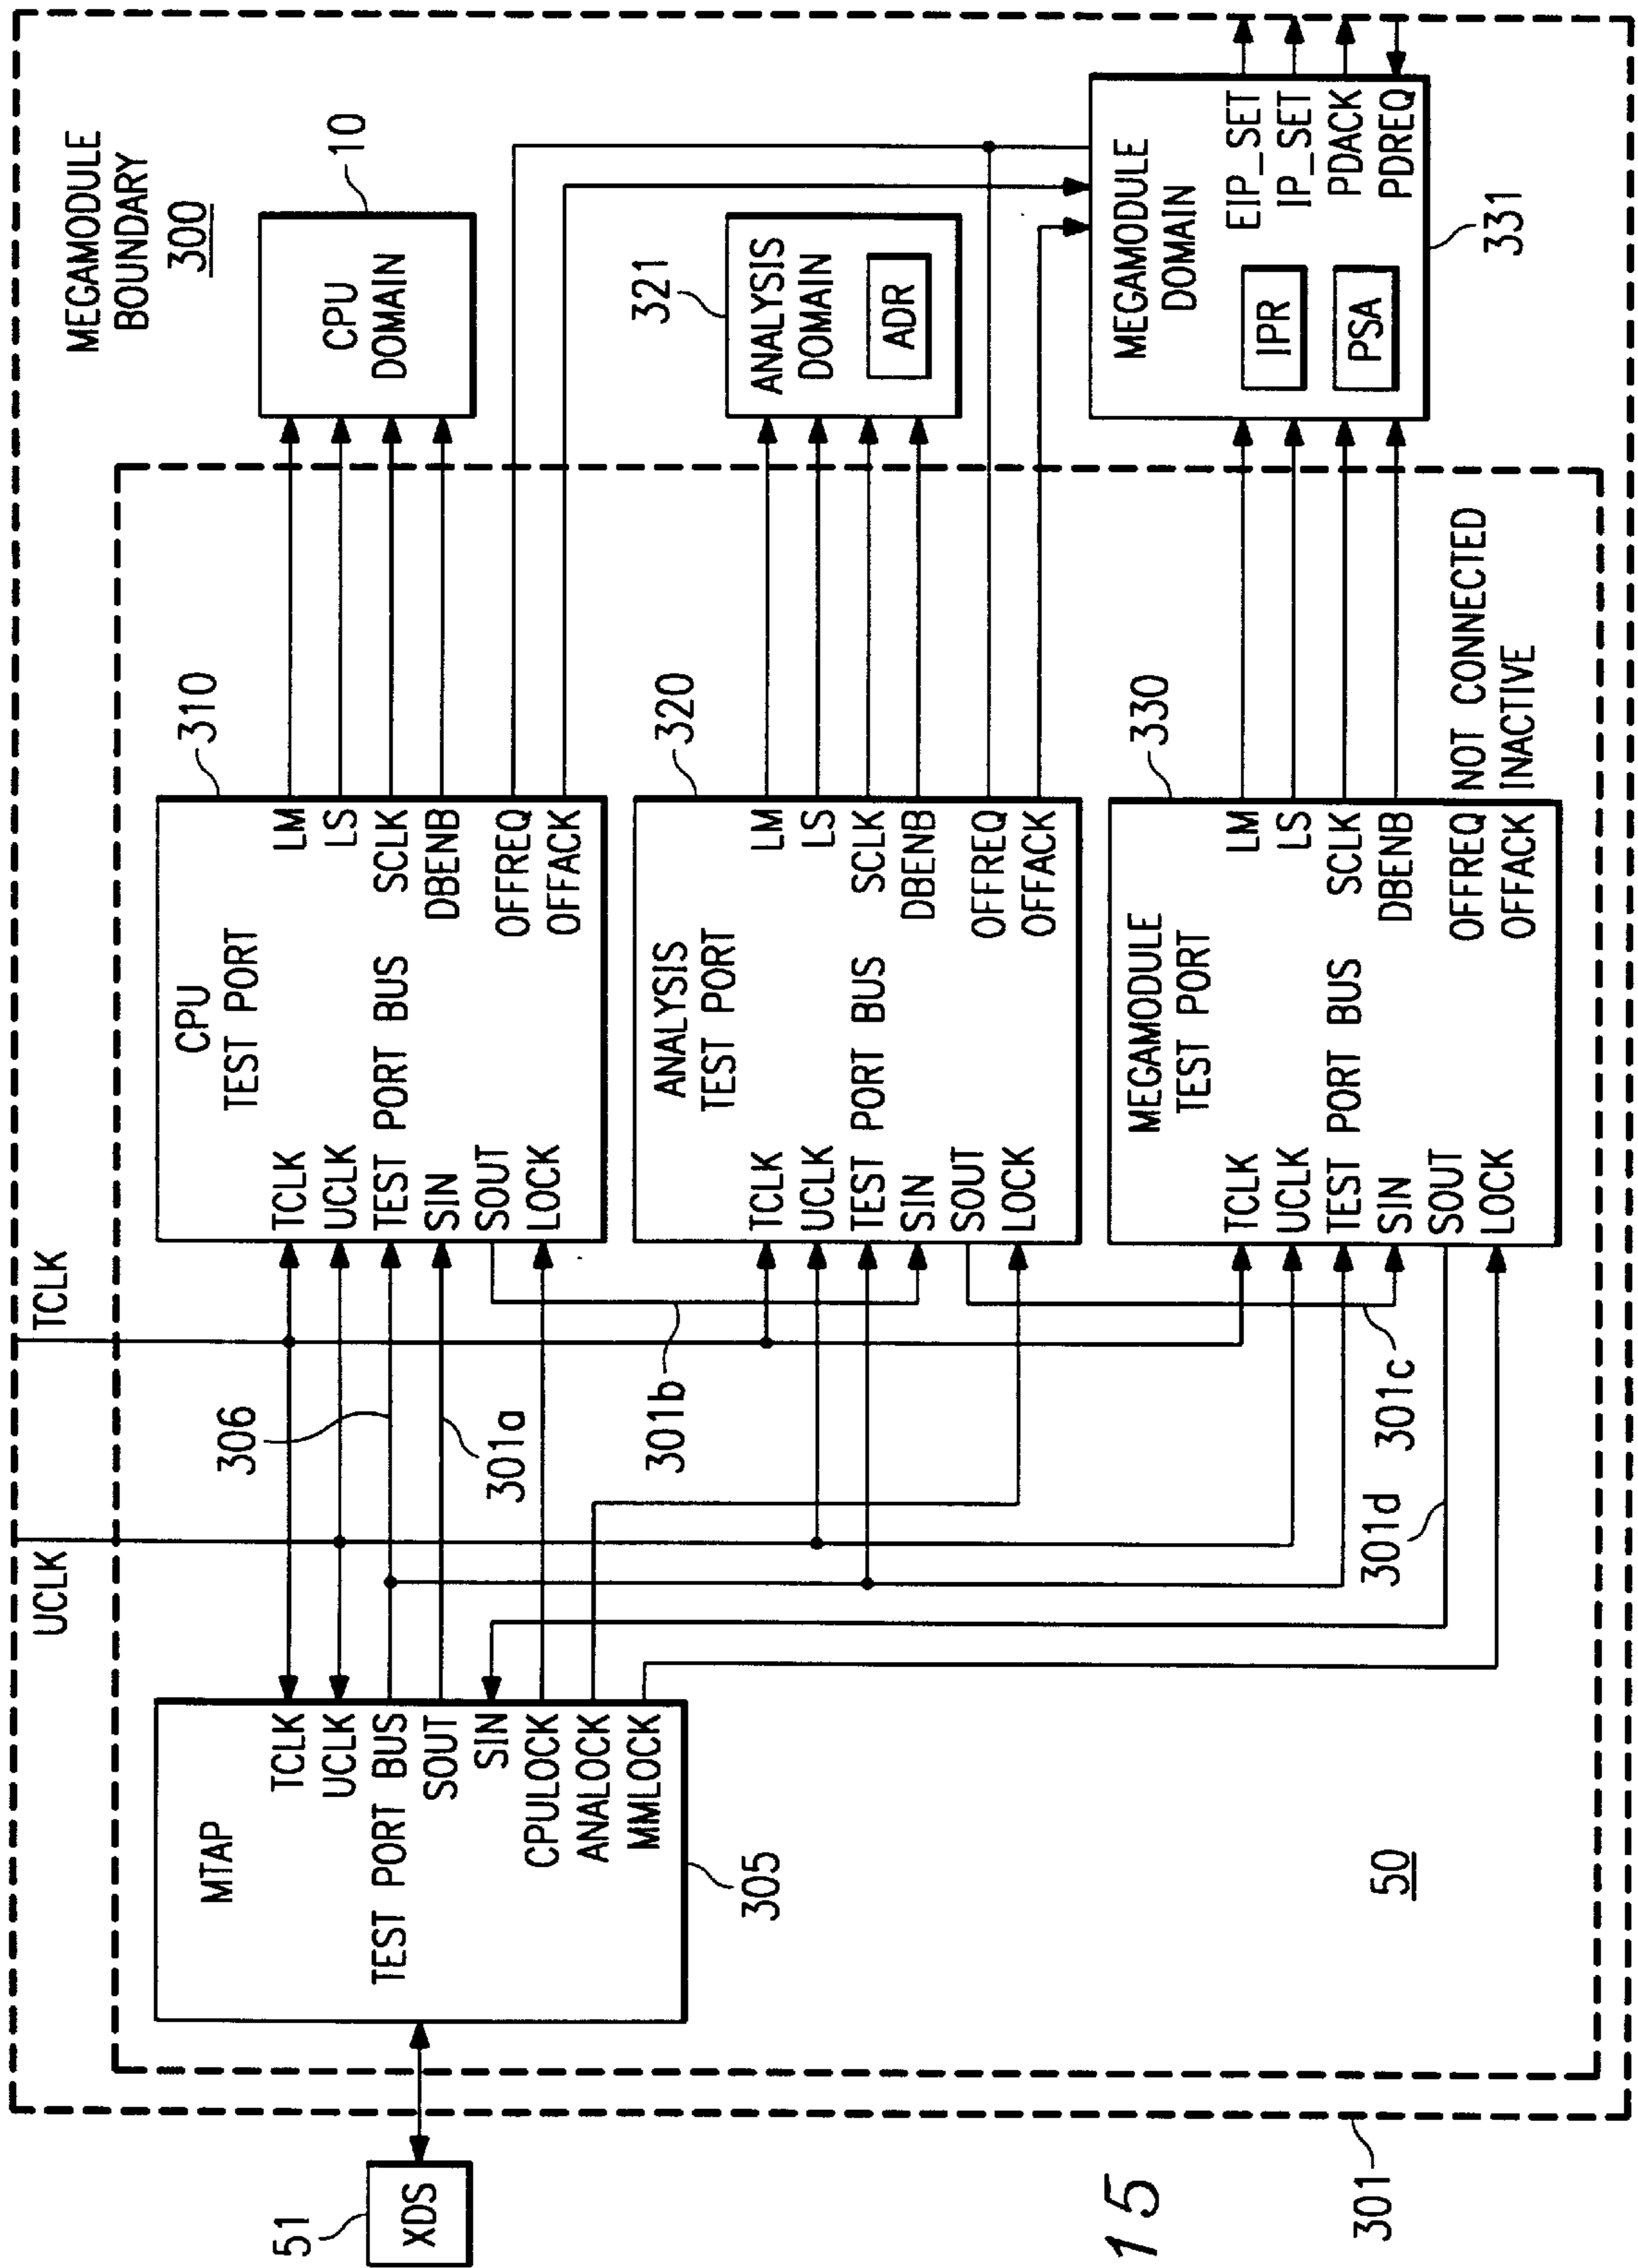 MEGAMODULE
BOUNDARY
300
UCLK
TCLK
51
XDS
MTAP
TCLK
UCLK
TEST PORT BUS
SOUT
SIN
CPULOCK
ANALOCK
MMLOCK
305
306
301a
301b
301c
301d
310
CPU
TEST PORT
TCLK
UCLK
TEST PORT BUS
SIN
SOUT
LOCK
LM
LS
SCLK
DBENB
OFFREQ
OFFACK
10
CPU
DOMAIN
320
ANALYSIS
TEST PORT
TCLK
UCLK
TEST PORT BUS
SIN
SOUT
LOCK
LM
LS
SCLK
DBENB
OFFREQ
OFFACK
321
ANALYSIS
DOMAIN
ADR
330
MEGAMODULE
TEST PORT
TCLK
UCLK
TEST PORT BUS
SIN
SOUT
LOCK
LM
LS
SCLK
DBENB
OFFREQ NOT CONNECTED
OFFACK INACTIVE
MEGAMODULE
DOMAIN
IPR
PSA
EIP_SET
IP_SET
PDACK
PDREQ
331
50
301
15